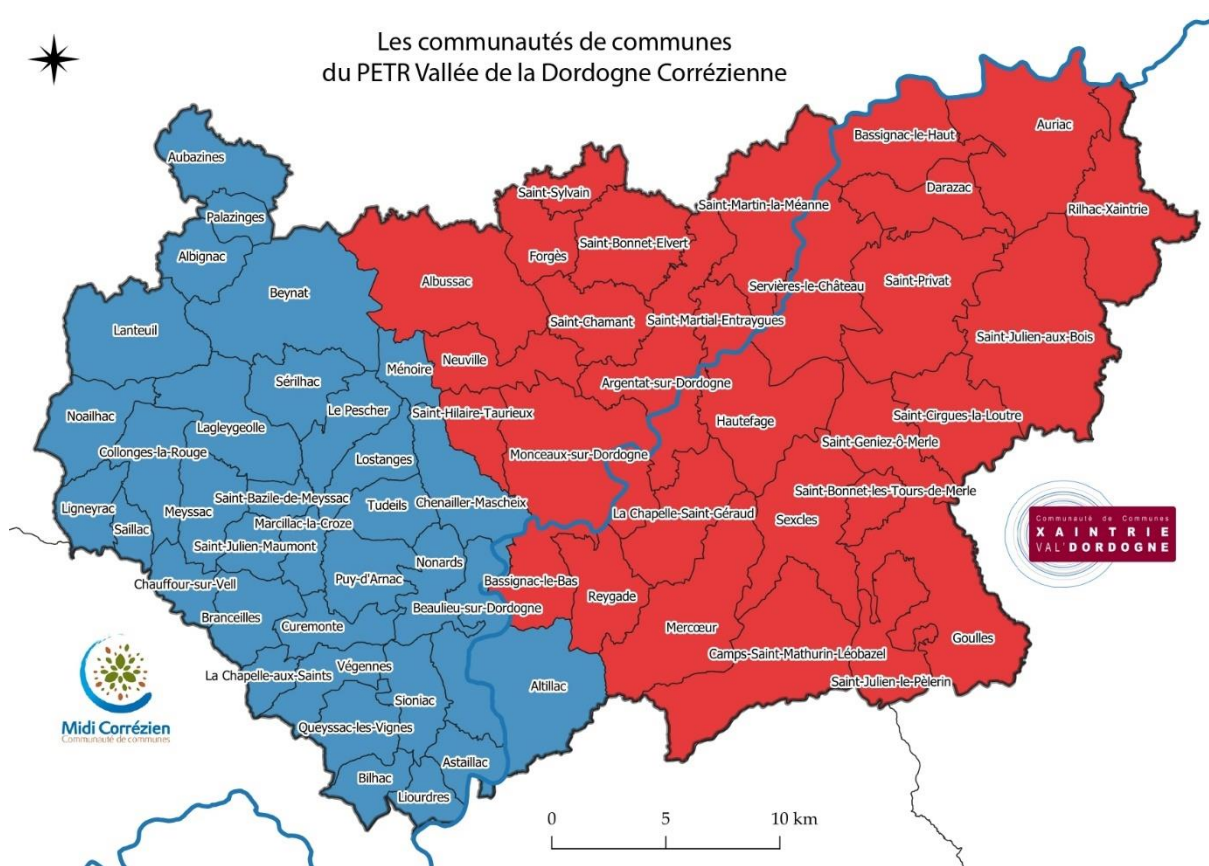 Les communautés de communes
du PETR Vallée de la Dordogne Corrézienne
Aubazines
Bassignac-le-Haut
Auriac
Saint-Sylvain
Darazac
Palazinges
Saint-Martin-la-Méanne
Rilhac-Xaintrie
Albignac
Forgès
Saint-Bonnet-Elvert
Beynat
Albussac
Servières-le-Château
Saint-Privat
Lanteuil
Saint-Chamant
Saint-Martial-Entraygues
Saint-Julien-aux-Bois
Ménoire
Neuville
Sérilhac
Argentat-sur-Dordogne
Noailhac
Le Pescher
Saint-Hilaire-Taurieux
Saint-Cirgues-la-Loutre
Lagleygeolle
Hautefage
Saint-Geniez-ô-Merle
Collonges-la-Rouge
Monceaux-sur-Dordogne
Lostanges
Saint-Bonnet-les-Tours-de-Merle
Saint-Bazile-de-Meyssac
Tudeils
Chenailler-Mascheix
Ligneyrac
Meyssac
La Chapelle-Saint-Géraud
Sexcles
Saillac
Marcillac-la-Croze
Saint-Julien-Maumont
Communauté de Communes
XAINTRIE
VAL'DORDOGNE
Nonards
Chauffour-sur-Vell
Puy-d'Arnac
Bassignac-le-Bas
Reygade
Beaulieu-sur-Dordogne
Branceilles
Curemonte
Mercœur
Goulles
Camps-Saint-Mathurin-Léobazel
La Chapelle-aux-Saints
Végennes
Saint-Julien-le-Pèlerin
Altillac
Sioniac
Queyssac-les-Vignes
Midi Corrézien
Communauté de communes
Astaillac
Bilhac
Liourdres
0 5 10 km